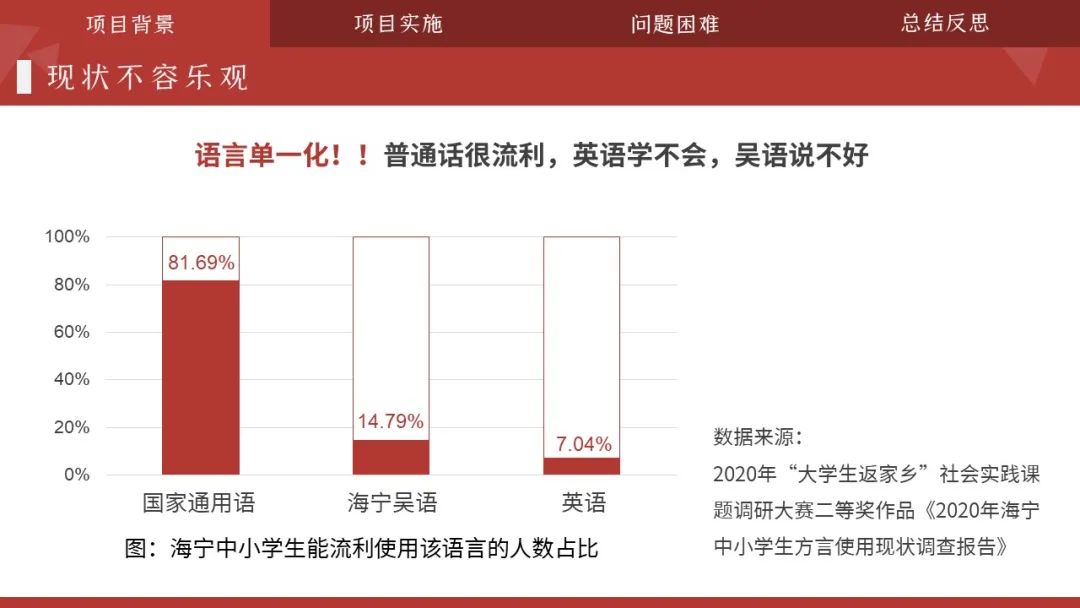 项目背景 项目实施 问题困难 总结反思
现状不容乐观
语言单一化！！普通话很流利，英语学不会，吴语说不好
100%
80%
60%
40%
20%
0%
81.69%
14.79%
7.04%
国家通用语 海宁吴语 英语
图：海宁中小学生能流利使用该语言的人数占比
数据来源：
2020年“大学生返家乡”社会实践课
题调研大赛二等奖作品《2020年海宁
中小学生方言使用现状调查报告》